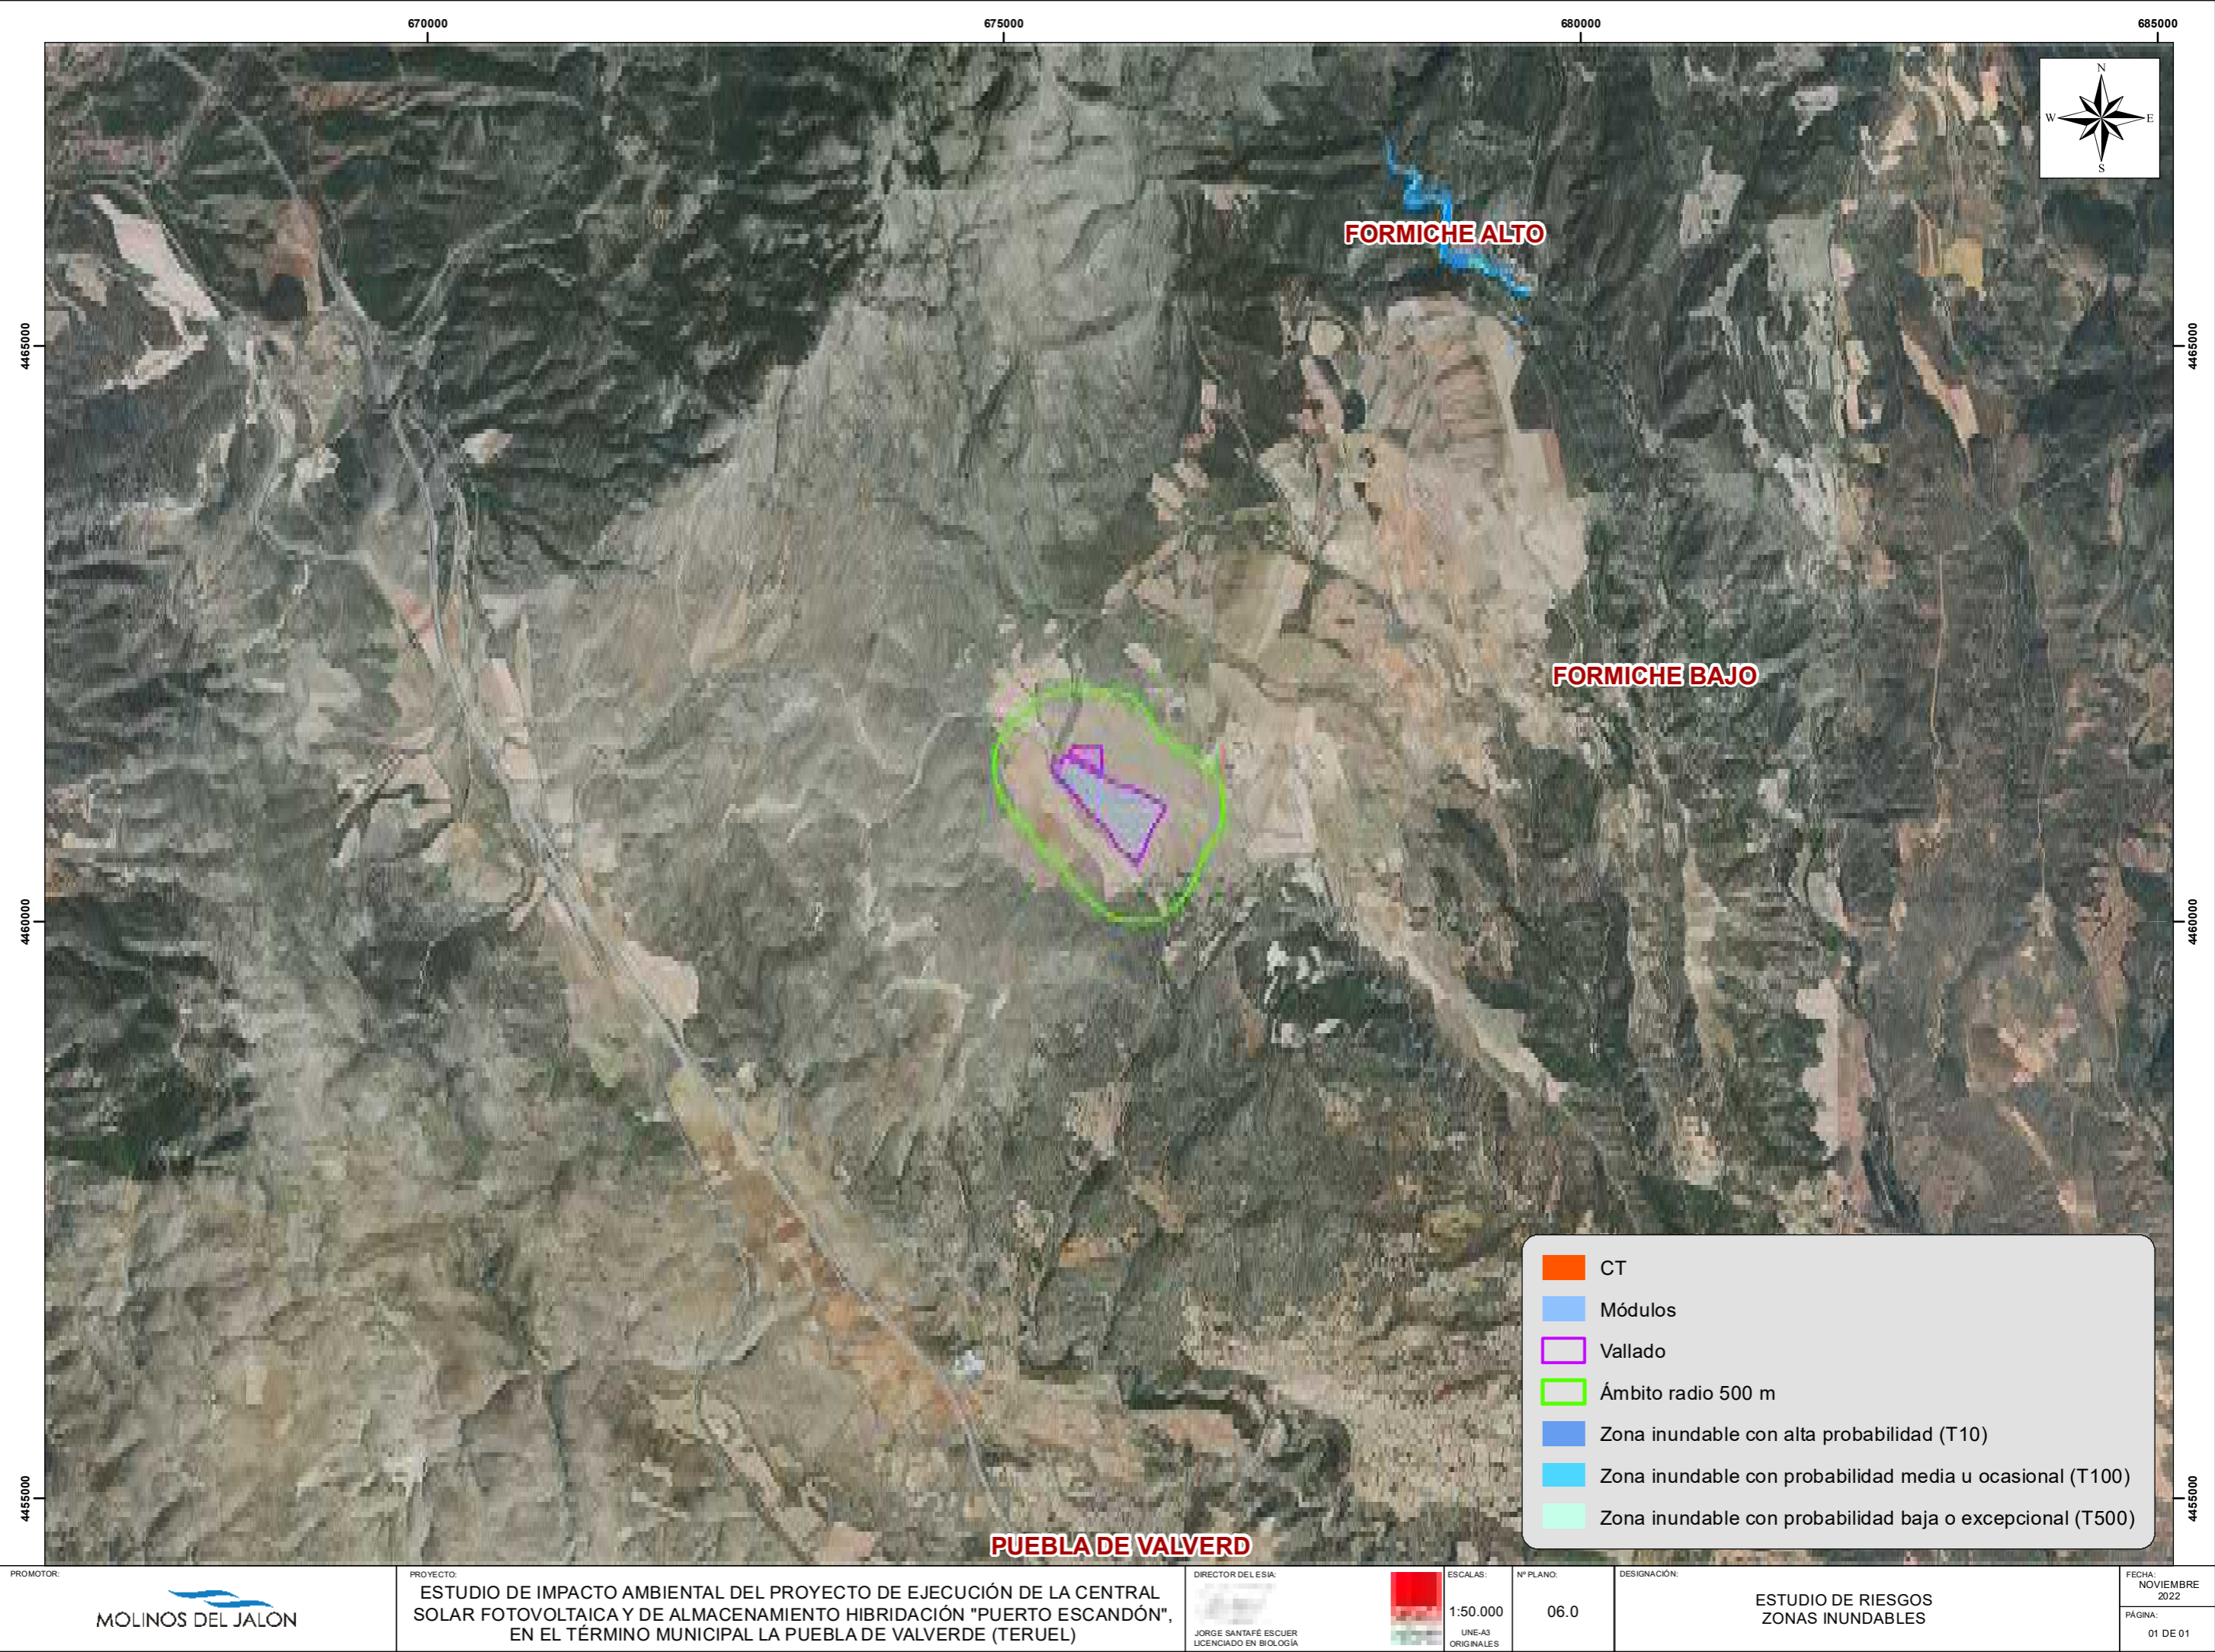 670000
675000
680000
685000
N
W
E
S
FORMICHE ALTO
4465000
4465000
FORMICHE BAJO
4460000
4460000
CT
Módulos
Vallado
Ámbito radio 500 m
Zona inundable con alta probabilidad (T10)
Zona inundable con probabilidad media u ocasional (T100)
Zona inundable con probabilidad baja o excepcional (T500)
4455000
4455000
PUEBLA DE VALVERD
PROMOTOR:
MOLINOS DEL JALÓN
PROYECTO:
ESTUDIO DE IMPACTO AMBIENTAL DEL PROYECTO DE EJECUCIÓN DE LA CENTRAL
SOLAR FOTOVOLTAICA Y DE ALMACENAMIENTO HIBRIDACIÓN "PUERTO ESCANDÓN",
EN EL TÉRMINO MUNICIPAL LA PUEBLA DE VALVERDE (TERUEL)
DIRECTOR DEL ESIA:
JORGE SANTAFÉ ESCUER
LICENCIADO EN BIOLOGÍA
ESCALAS:
1:50.000
UNE-A3
ORIGINALES
Nº PLANO:
06.0
DESIGNACIÓN:
ESTUDIO DE RIESGOS
ZONAS INUNDABLES
FECHA:
NOVIEMBRE
2022
PÁGINA:
01 DE 01